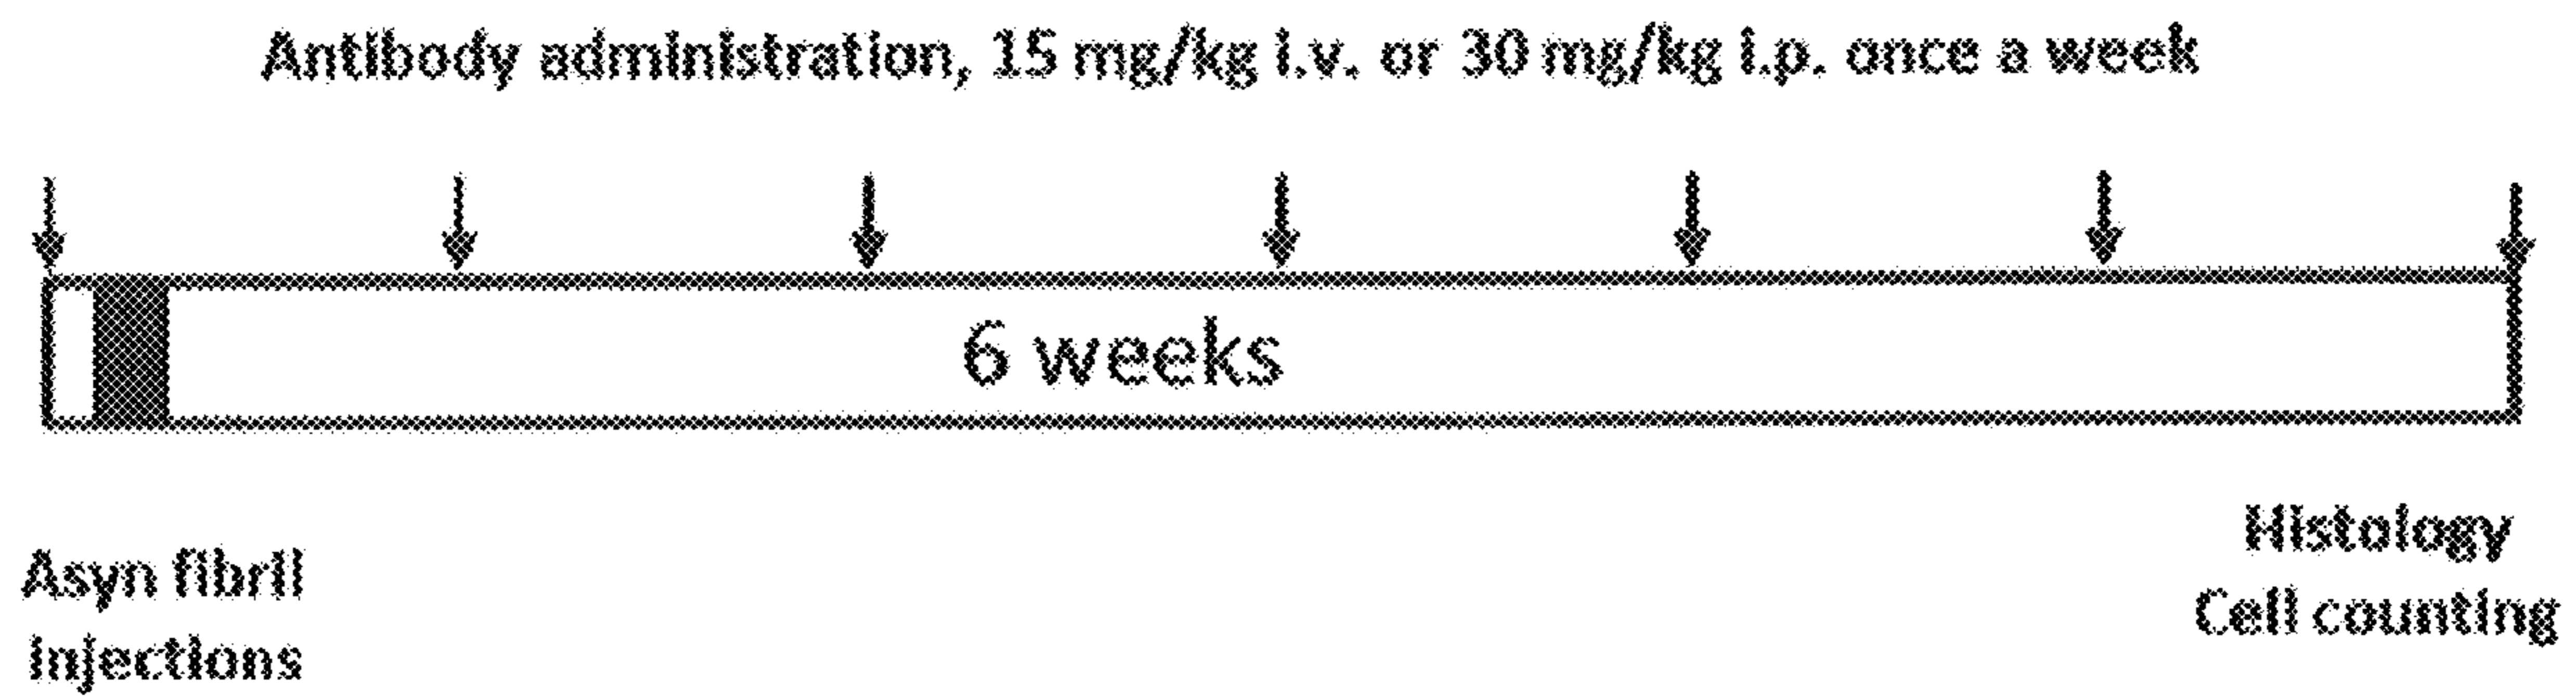 Antibody administration, 15 mg/kg i.v. or 30 mg/kg i.p. once a week
6 weeks
Asyn fibril
injections
Histology
Cell counting